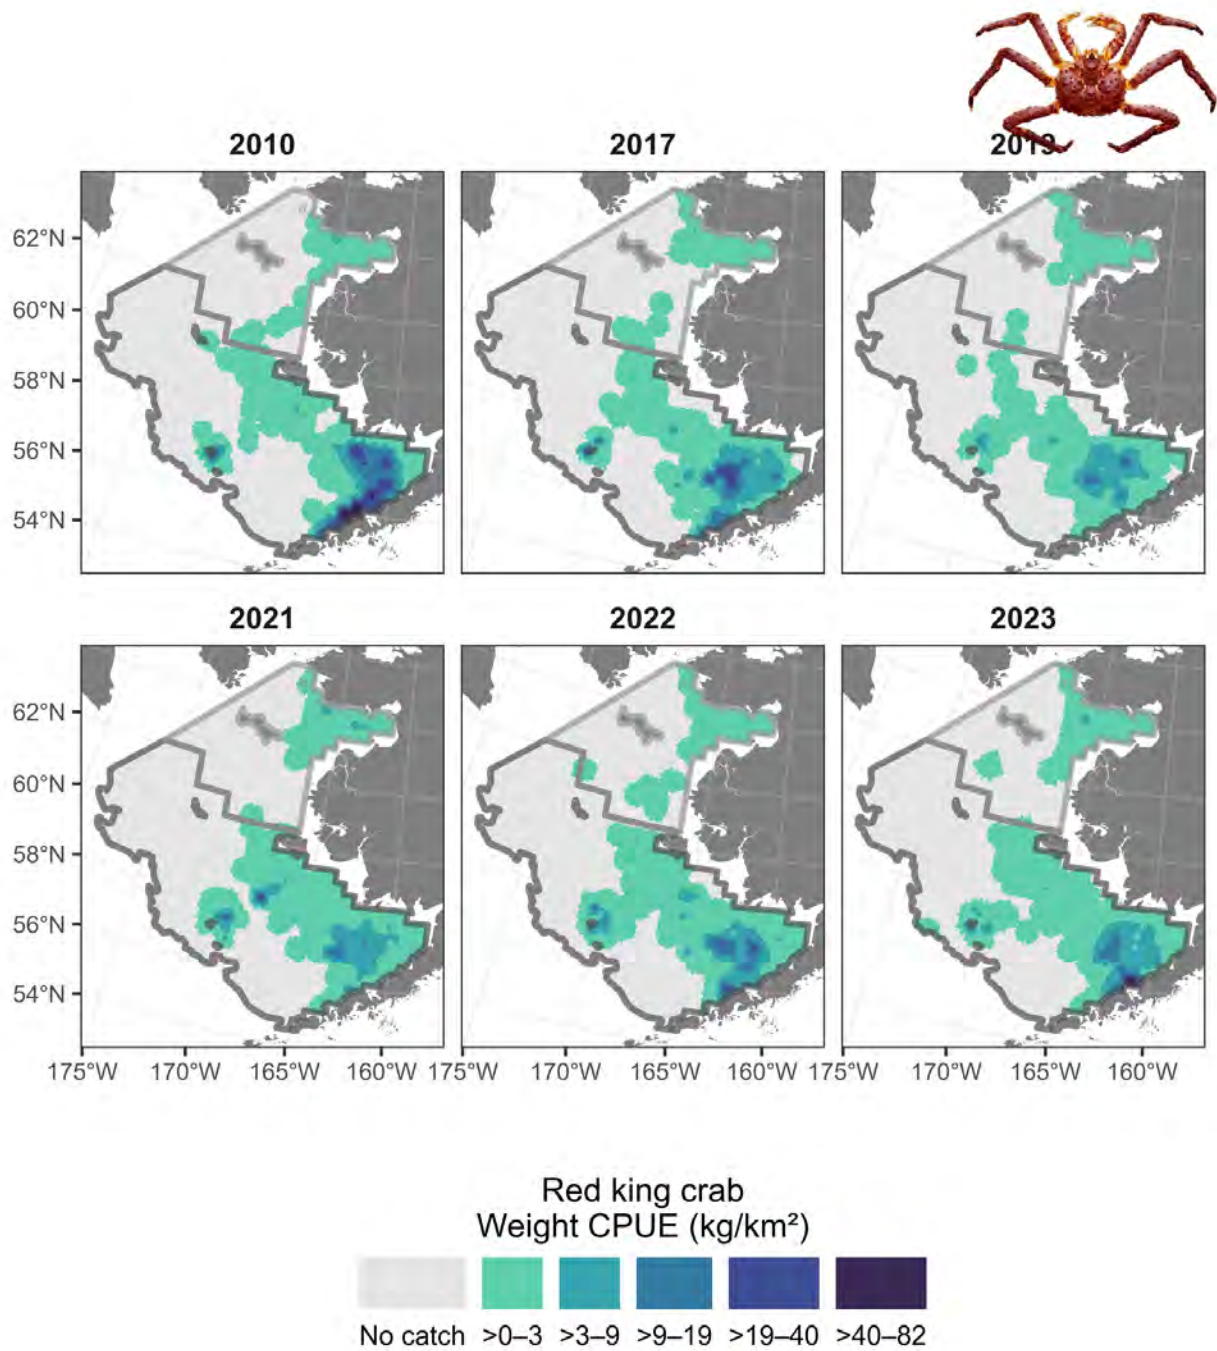 2010 2017 2019
62°N
60°N
58°N
56°N
54°N
2021 2022 2023
62°N
60°N
58°N
56°N
54°N
175°W 170°W 165°W 160°W 175°W 170°W 165°W 160°W 175°W 170°W 165°W 160°W
Red king crab
Weight CPUE (kg/km²)
No catch >0–3 >3–9 >9–19 >19–40 >40–82